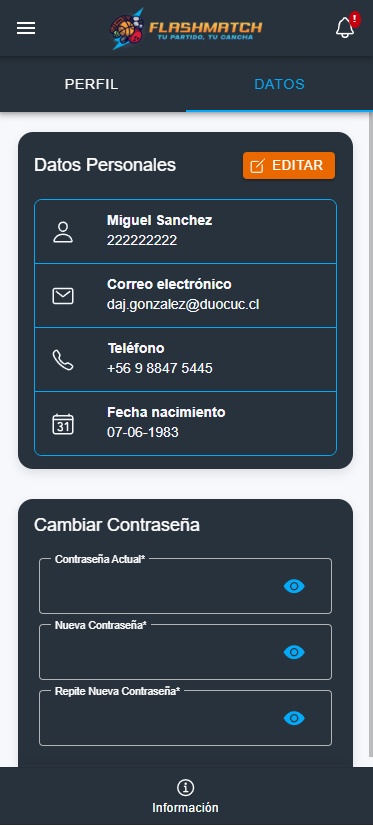 FLASHMATCH
TU PARTIDO, TU CANCHA
!
PERFIL
DATOS
Datos Personales
EDITAR
Miguel Sanchez
222222222
Correo electrónico
daj.gonzalez@duocuc.cl
Teléfono
+56 9 8847 5445
31
Fecha nacimiento
07-06-1983
Cambiar Contraseña
Contraseña Actual*
Nueva Contraseña*
Repite Nueva Contraseña*
Información